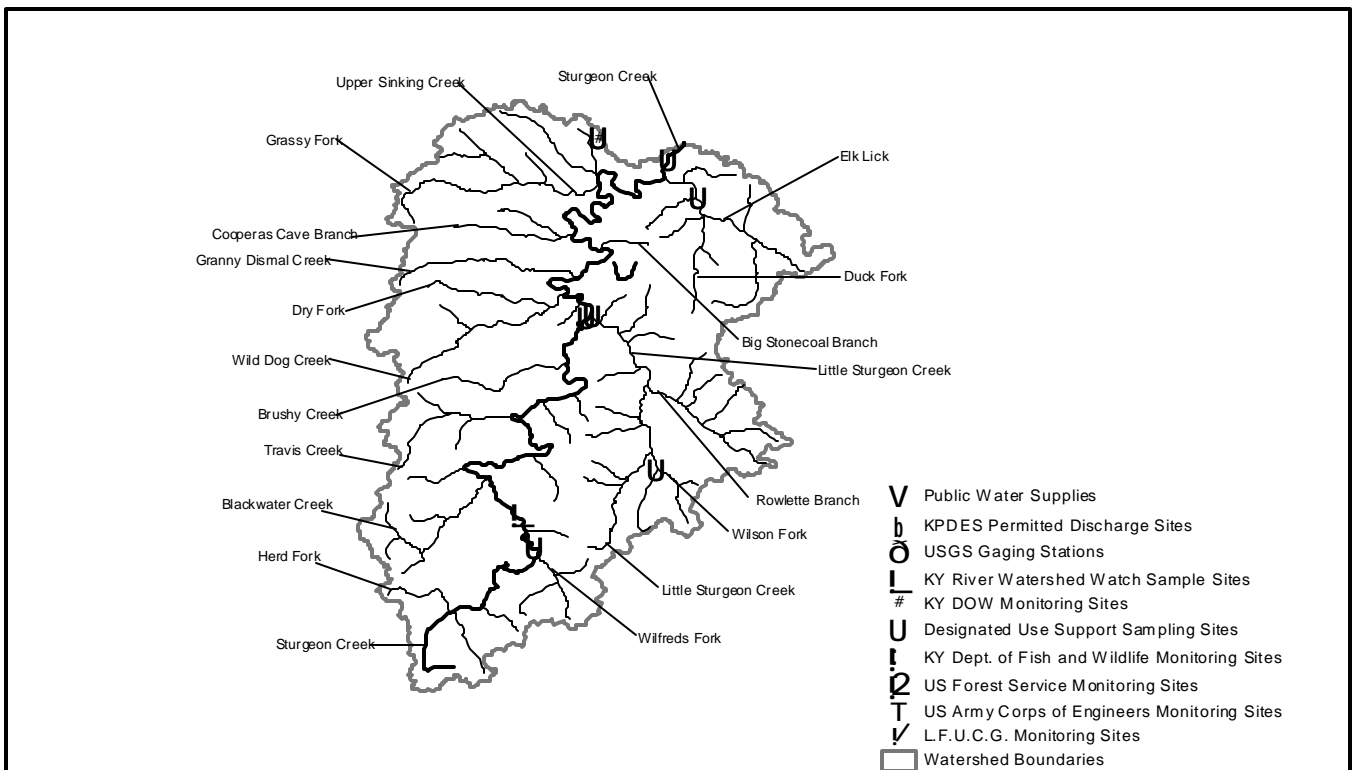 Sturgeon Creek
Upper Sinking Creek
Grassy Fork
Elk Lick
Cooperas Cave Branch
Granny Dismal Creek
Duck Fork
Dry Fork
Big Stonecoal Branch
Wild Dog Creek
Little Sturgeon Creek
Brushy Creek
Travis Creek
Rowlette Branch
Blackwater Creek
Wilson Fork
Herd Fork
Little Sturgeon Creek
Wilfreds Fork
Sturgeon Creek
V Public Water Supplies
b KPDES Permitted Discharge Sites
ð USGS Gaging Stations
L KY River Watershed Watch Sample Sites
# KY DOW Monitoring Sites
U Designated Use Support Sampling Sites
KY Dept. of Fish and Wildlife Monitoring Sites
US Forest Service Monitoring Sites
T US Army Corps of Engineers Monitoring Sites
L.F.U.C.G. Monitoring Sites
Watershed Boundaries